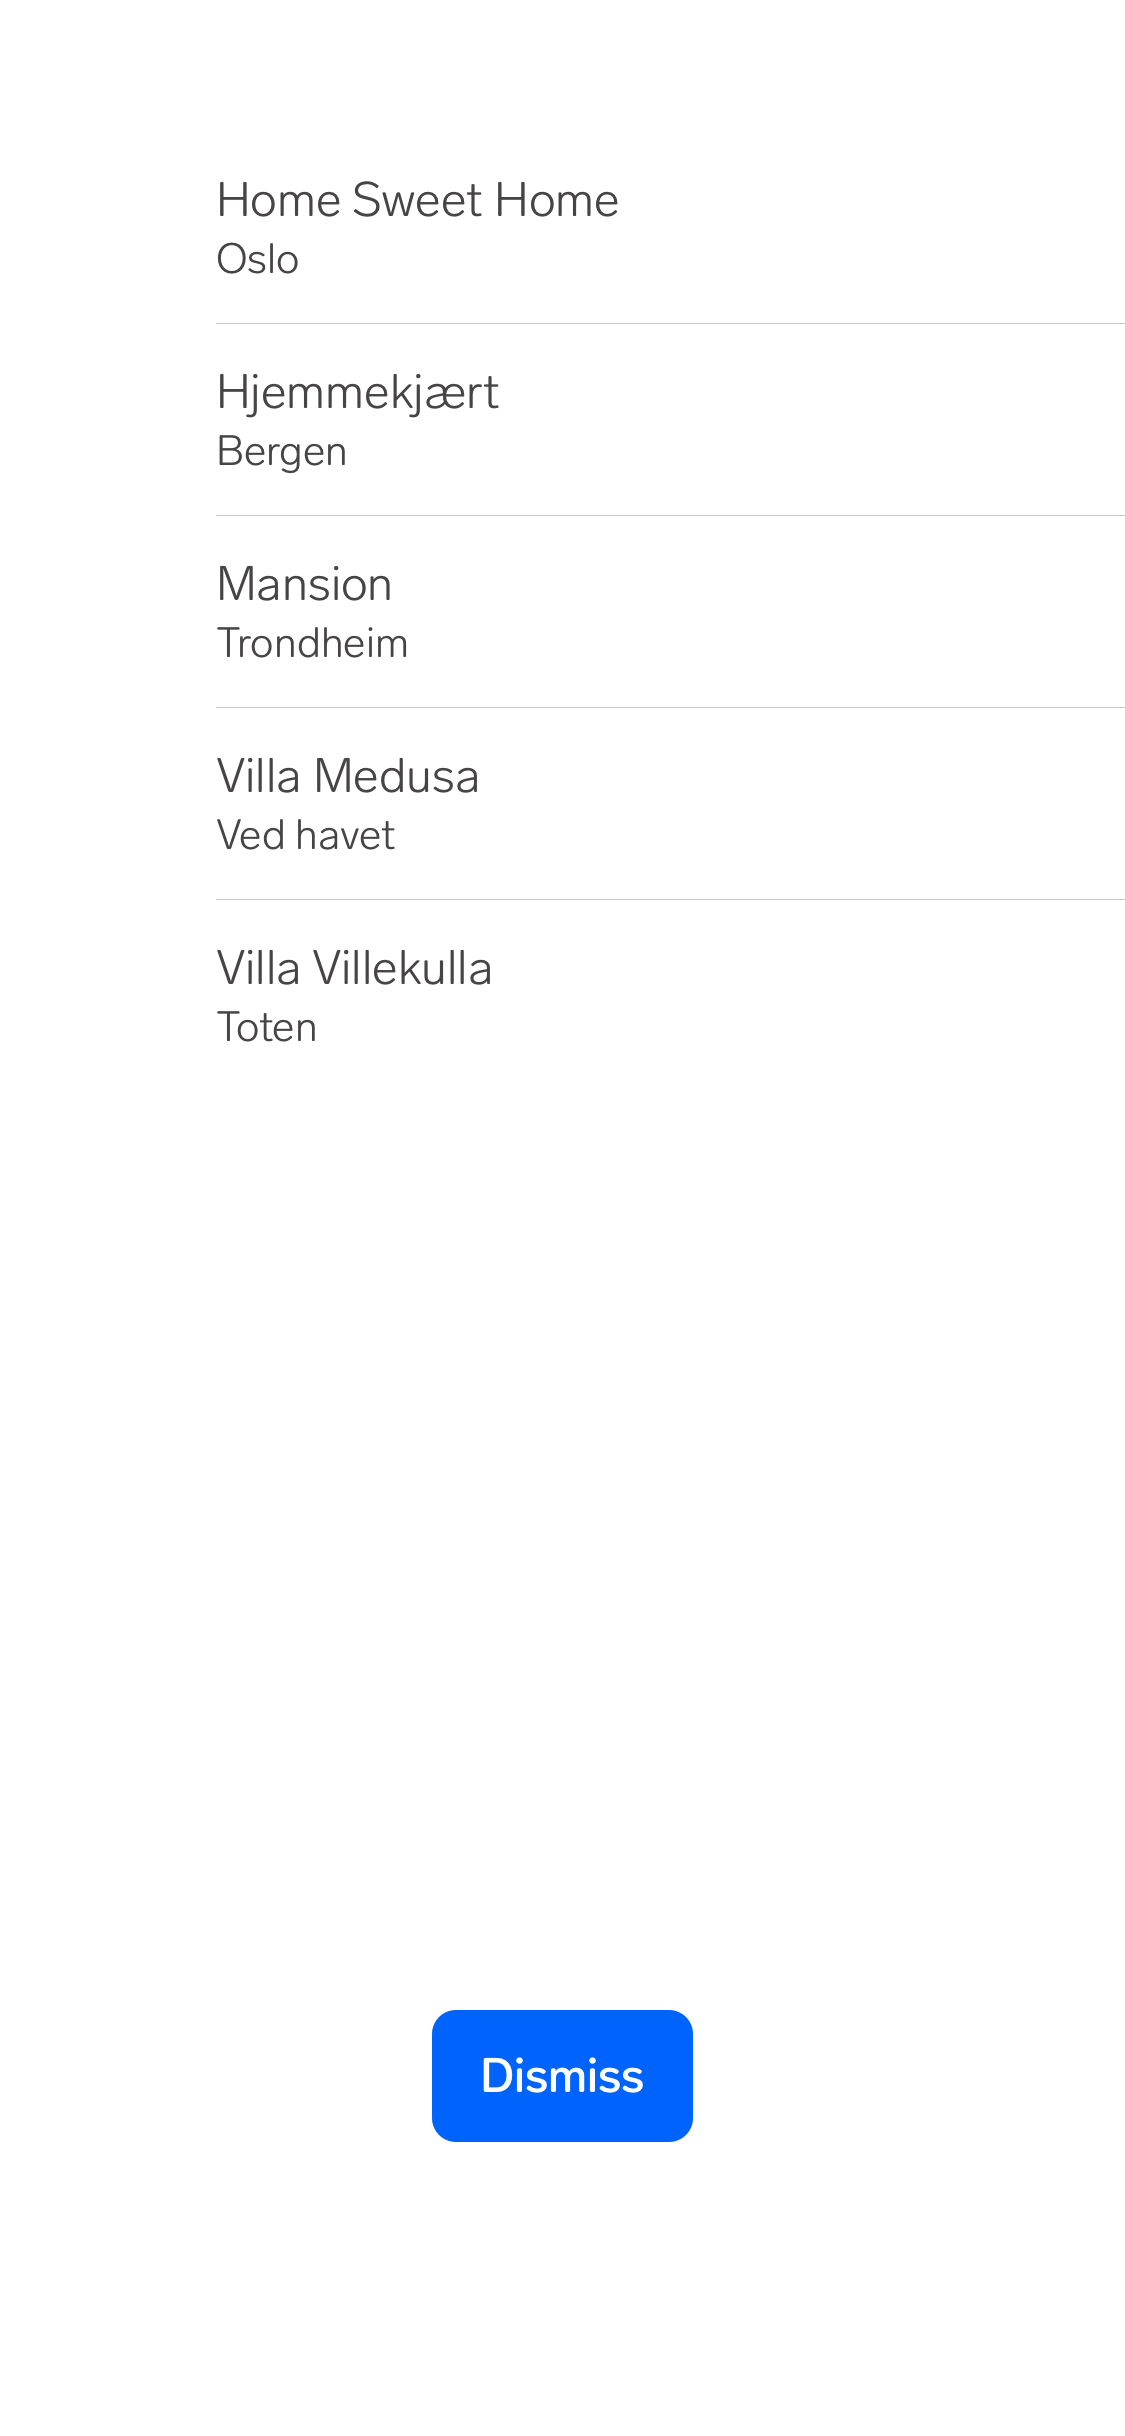 Home Sweet Home
Oslo
Hjemmekjært
Bergen
Mansion
Trondheim
Villa Medusa
Ved havet
Villa Villekulla
Toten
Dismiss